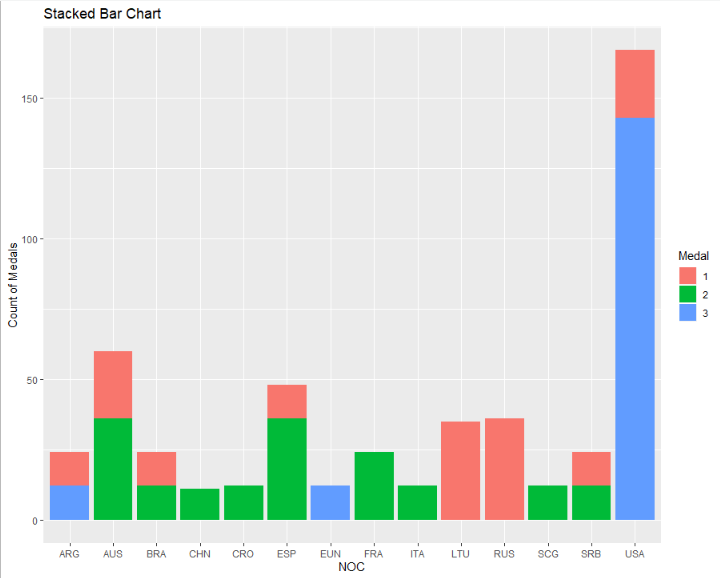 Stacked Bar Chart
Count of Medals
150
100
50
0
ARG AUS BRA CHN CRO ESP EUN FRA ITA LTU RUS SCG SRB USA
NOC
Medal
1
2
3